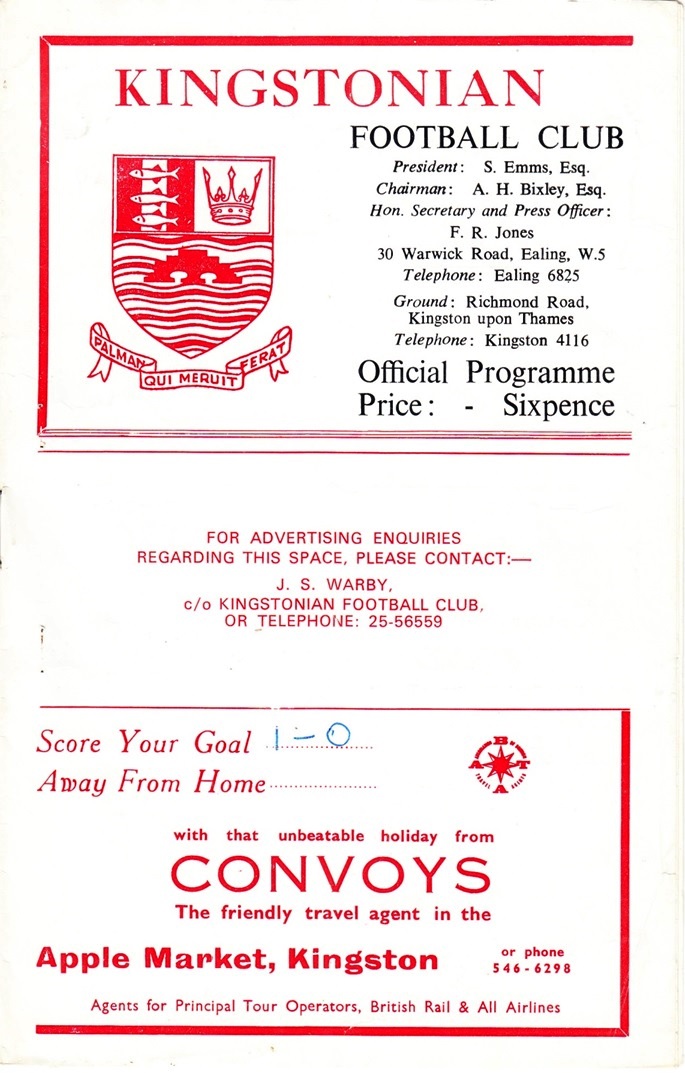 KINGSTONIAN
FOOTBALL CLUB
President: S. Emms, Esq.
Chairman: A. H. Bixley, Esq.
Hon. Secretary and Press Officer:
F. R. Jones
30 Warwick Road, Ealing, W.5
Telephone: Ealing 6825
Ground: Richmond Road,
Kingston upon Thames
Telephone: Kingston 4116
Official Programme
Price: - Sixpence
PALMAN QUI MERUIT FERAT
FOR ADVERTISING ENQUIRIES
REGARDING THIS SPACE, PLEASE CONTACT:—
J. S. WARBY,
c/o KINGSTONIAN FOOTBALL CLUB,
OR TELEPHONE: 25-56559
Score Your Goal 1-0
Away From Home
ABTA
TRAVEL AGENTS
with that unbeatable holiday from
CONVOYS
The friendly travel agent in the
Apple Market, Kingston
or phone
546-6298
Agents for Principal Tour Operators, British Rail & All Airlines